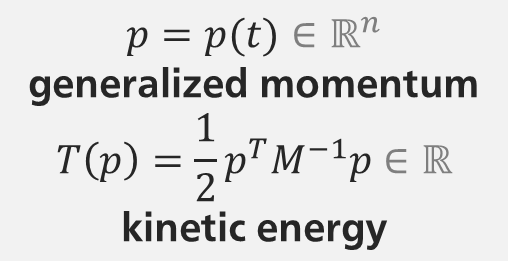 p = p(t) ∈ ℝⁿ
generalized momentum
T(p) = 1/2 pᵀM⁻¹p ∈ ℝ
kinetic energy